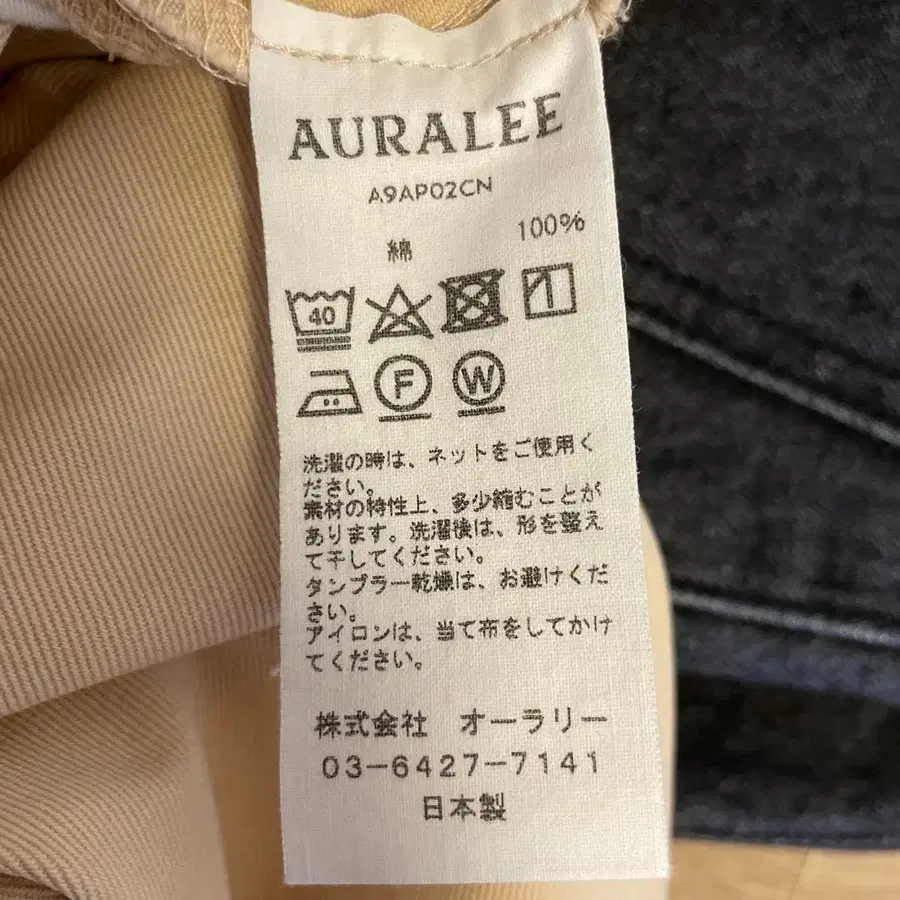 AURALEE
A9AP02CN
綿 100%
40
F W
洗濯の時は、ネットをご使用く
ださい。
素材の特性上、多少縮むことが
あります。洗濯後は、形を整え
て干してください。
タンブラー乾燥は、お避けくだ
さい。
アイロンは、当て布をしてかけ
てください。
株式会社 オーラリー
03-6427-7141
日本製